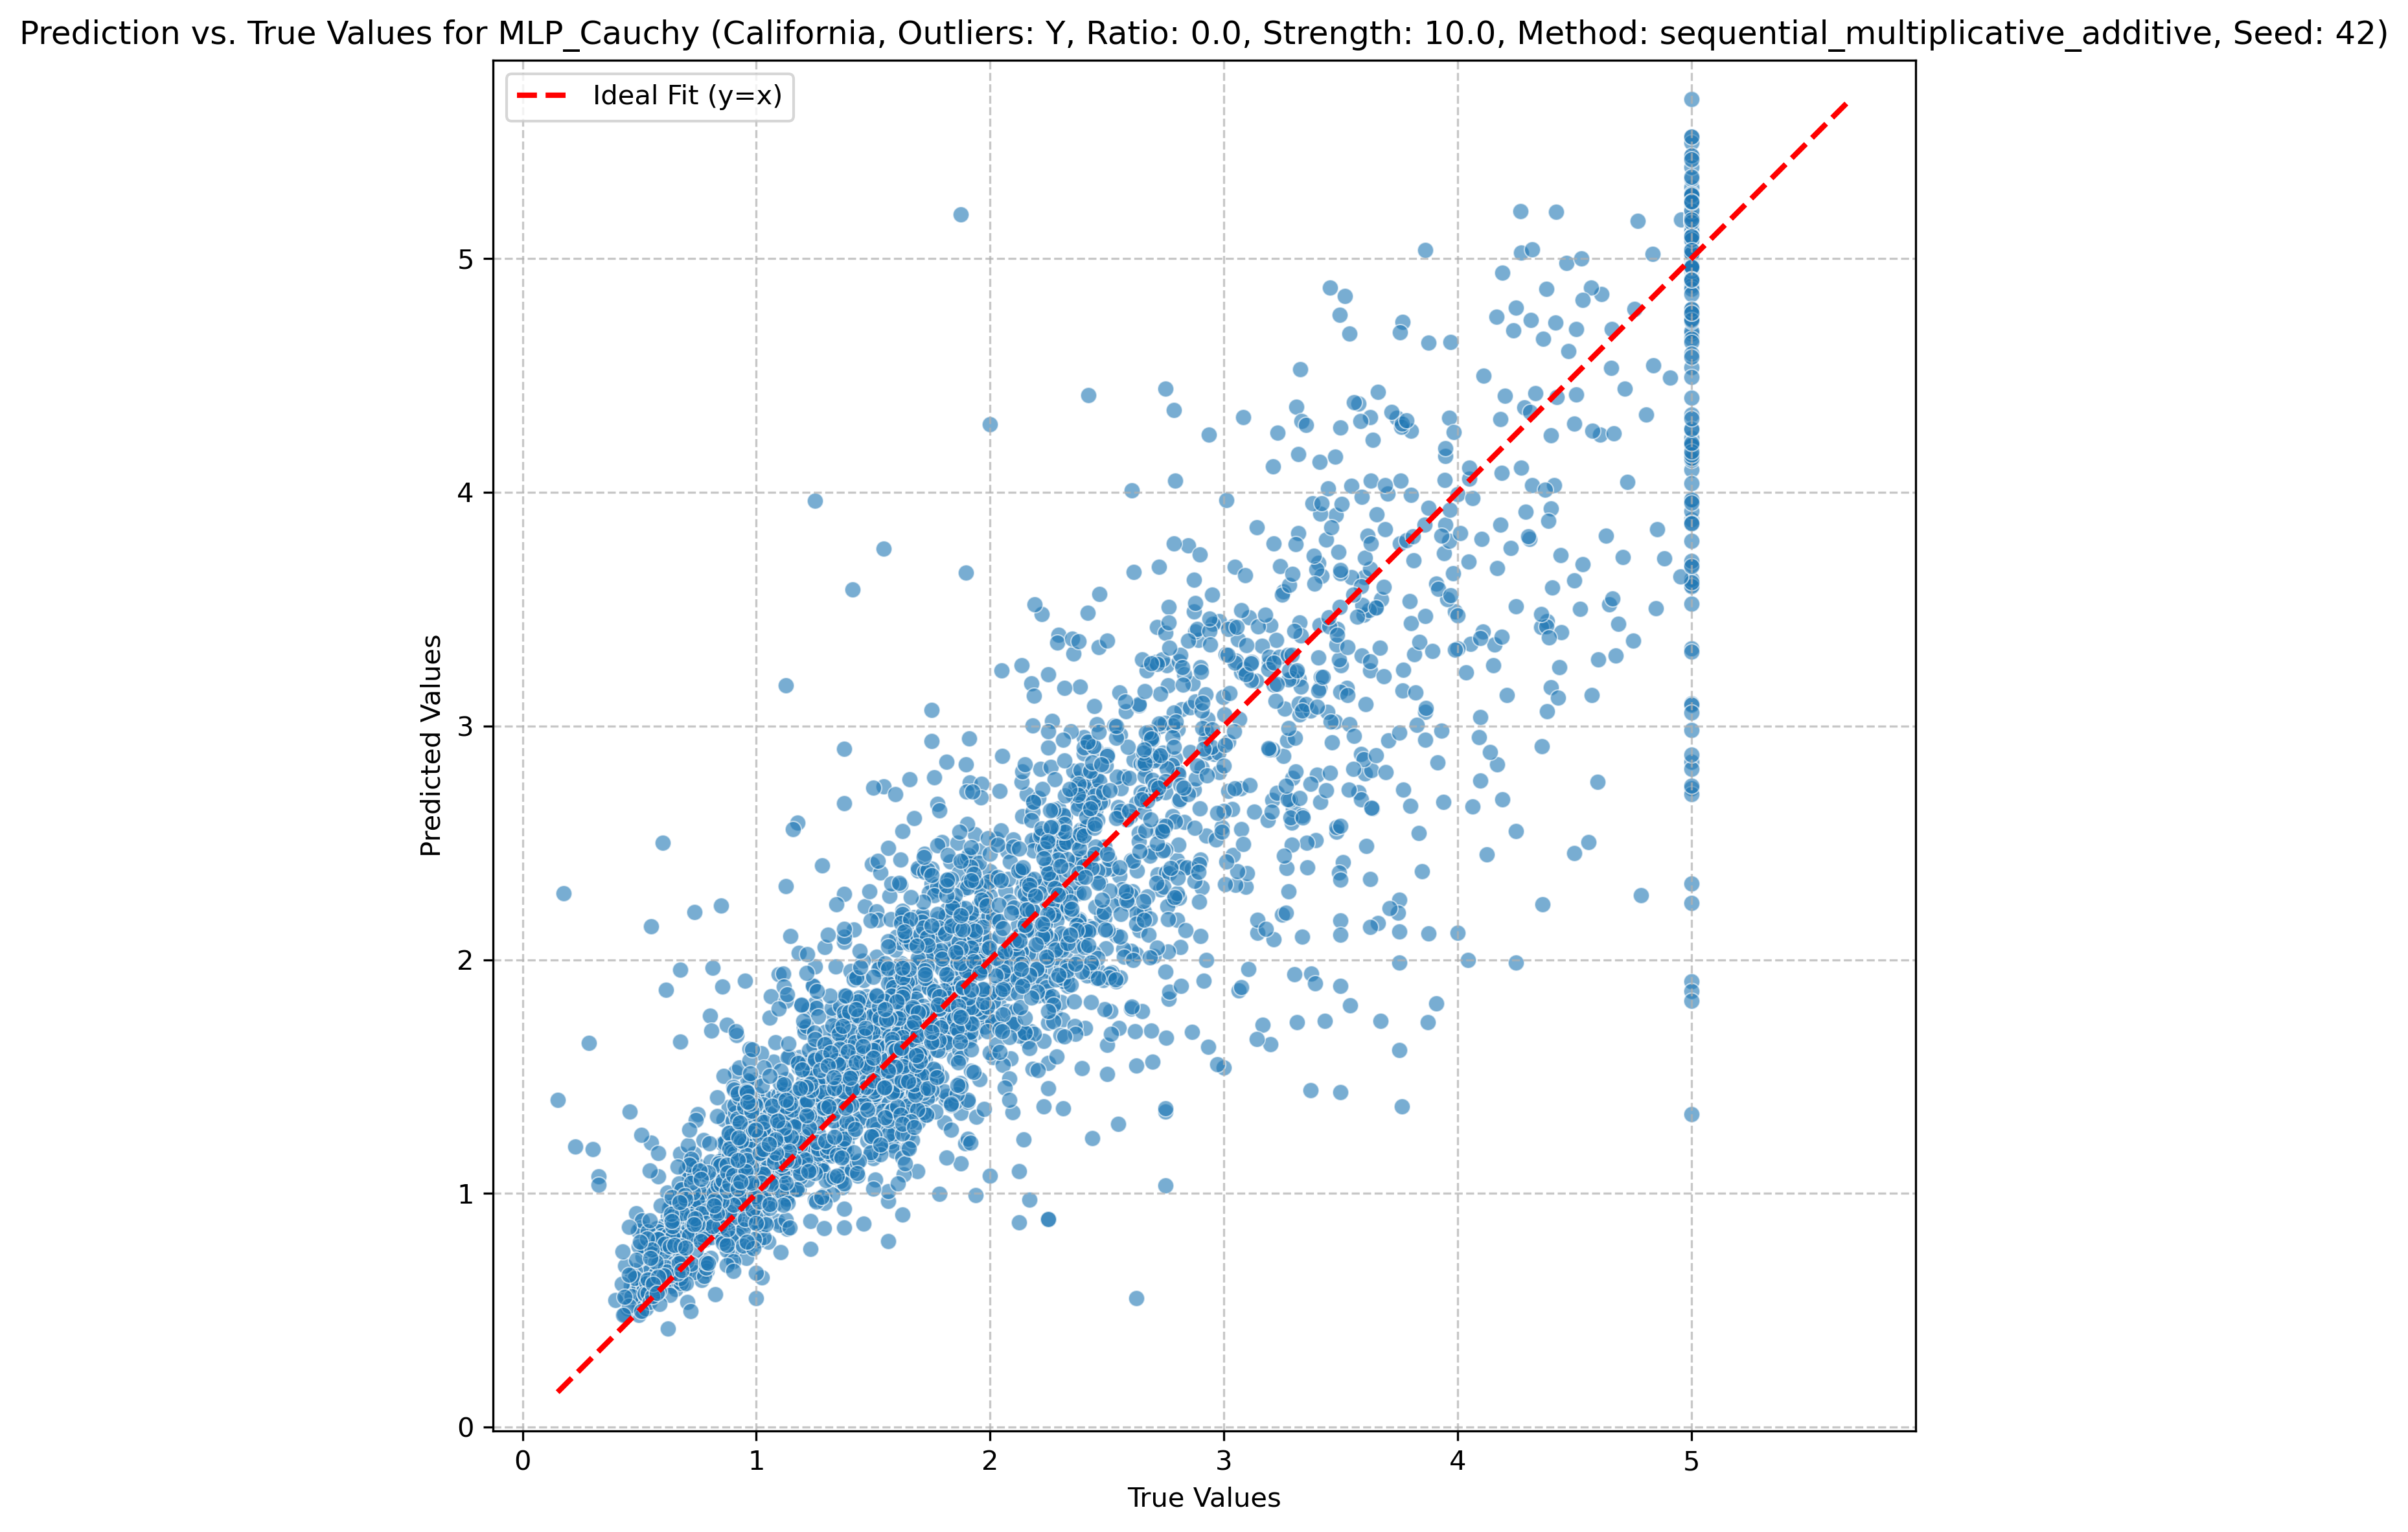 Prediction vs. True Values for MLP_Cauchy (California, Outliers: Y, Ratio: 0.0, Strength: 10.0, Method: sequential_multiplicative_additive, Seed: 42)
Ideal Fit (y=x)
5
4
3
2
1
0
Predicted Values
0 1 2 3 4 5
True Values